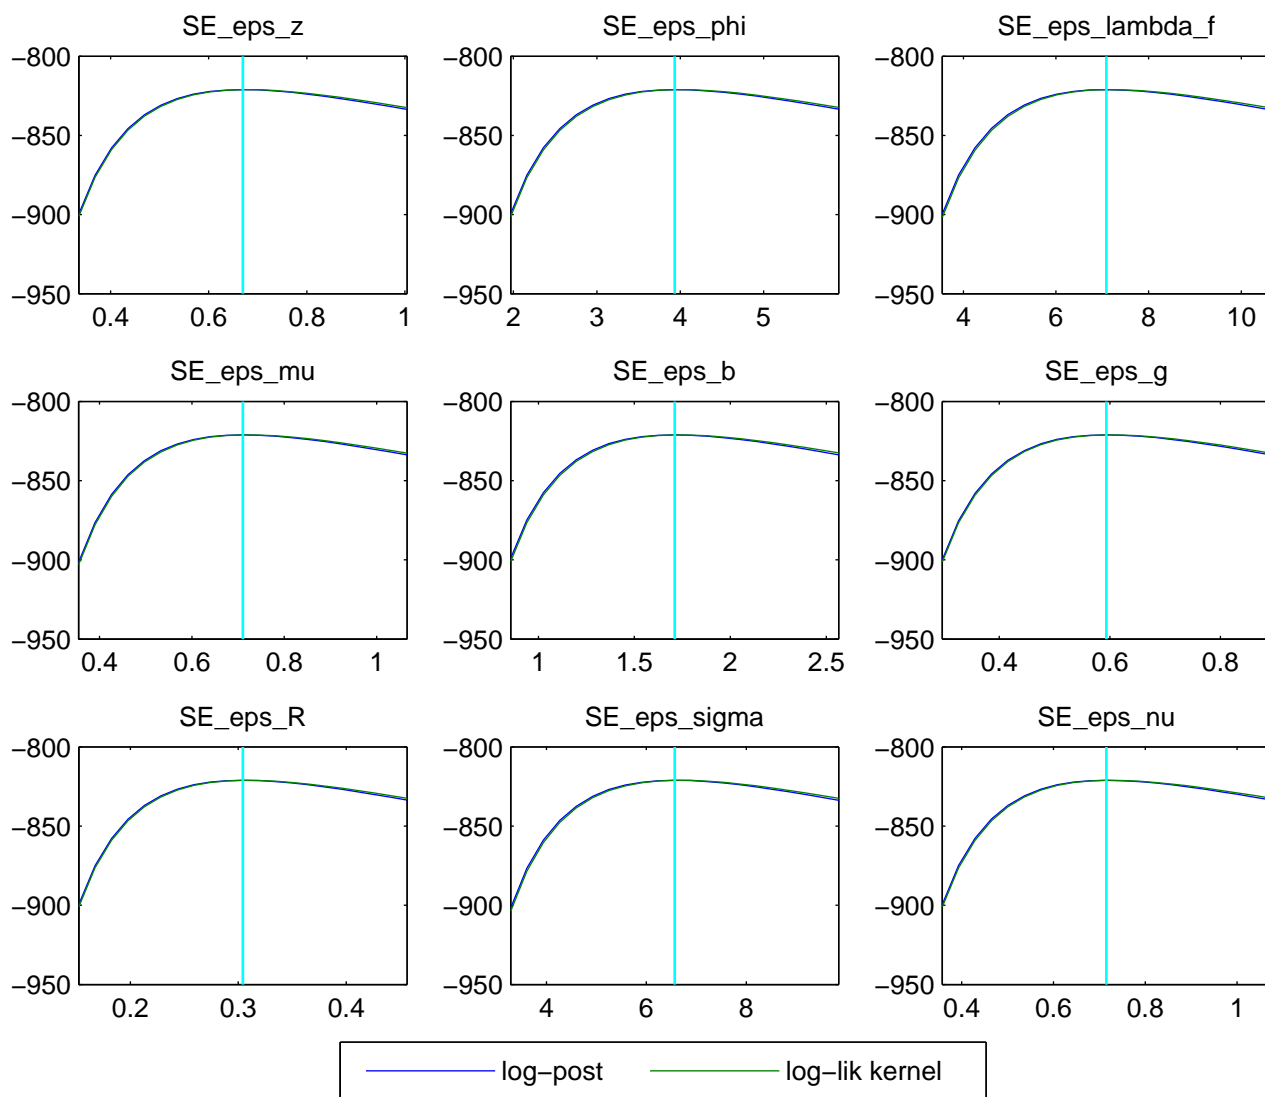 SE_eps_z
SE_eps_phi
SE_eps_lambda_f
−800
−850
−900
−950
0.4 0.6 0.8 1
−800
−850
−900
−950
2 3 4 5
−800
−850
−900
−950
4 6 8 10
SE_eps_mu
SE_eps_b
SE_eps_g
−800
−850
−900
−950
0.4 0.6 0.8 1
−800
−850
−900
−950
1 1.5 2 2.5
−800
−850
−900
−950
0.4 0.6 0.8
SE_eps_R
SE_eps_sigma
SE_eps_nu
−800
−850
−900
−950
0.2 0.3 0.4
−800
−850
−900
−950
4 6 8
−800
−850
−900
−950
0.4 0.6 0.8 1
log−post log−lik kernel